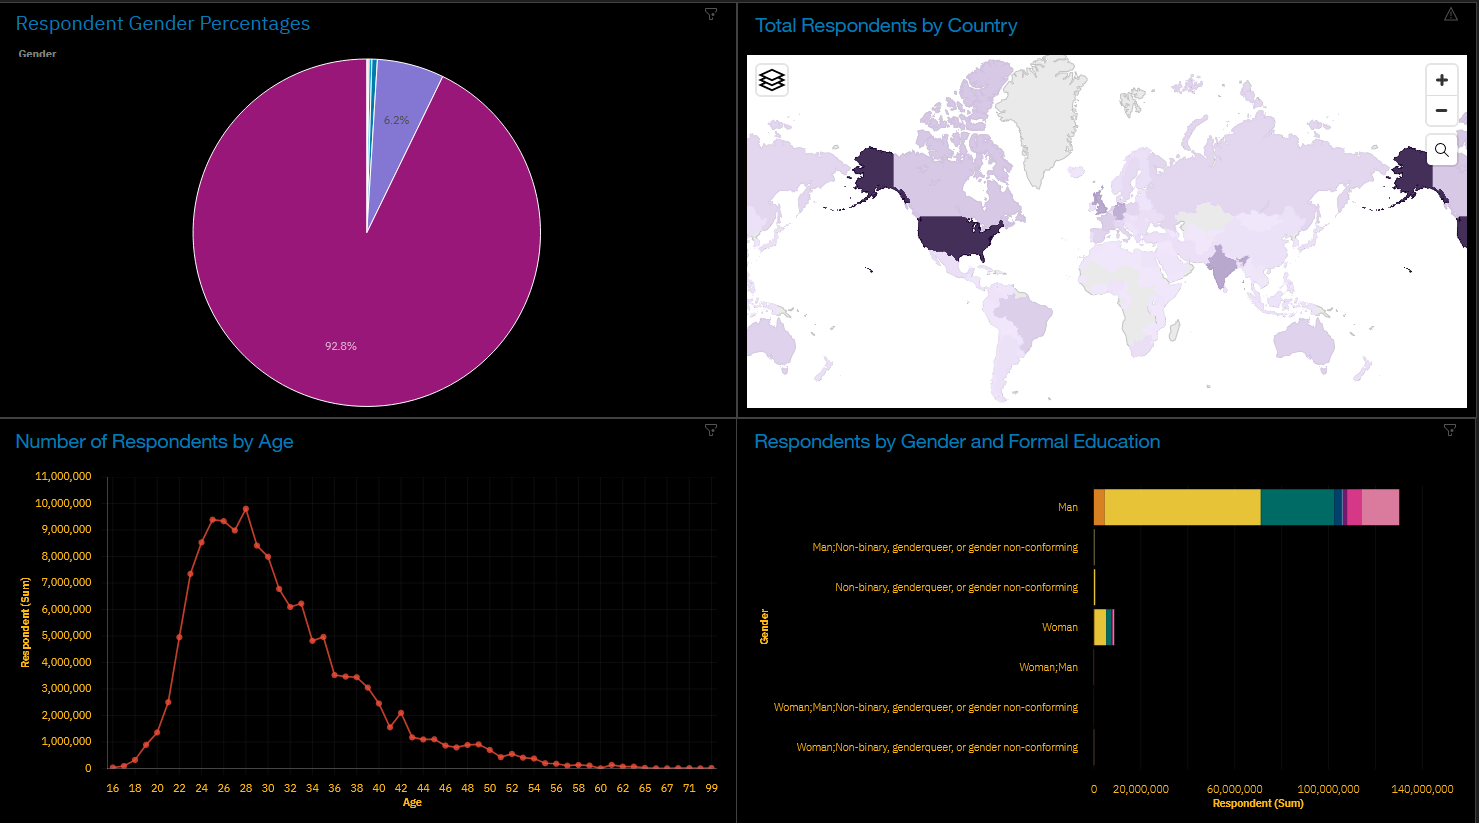 Respondent Gender Percentages
Gender
6.2%
92.8%
Total Respondents by Country
+
−
Number of Respondents by Age
Respondent (Sum)
11,000,000
10,000,000
9,000,000
8,000,000
7,000,000
6,000,000
5,000,000
4,000,000
3,000,000
2,000,000
1,000,000
0
16 18 20 22 24 26 28 30 32 34 36 38 40 42 44 46 48 50 52 54 56 58 60 62 65 67 71 99
Age
Respondents by Gender and Formal Education
Gender
Man
Man;Non-binary, genderqueer, or gender non-conforming
Non-binary, genderqueer, or gender non-conforming
Woman
Woman;Man
Woman;Man;Non-binary, genderqueer, or gender non-conforming
Woman;Non-binary, genderqueer, or gender non-conforming
0 20,000,000 60,000,000 100,000,000 140,000,000
Respondent (Sum)